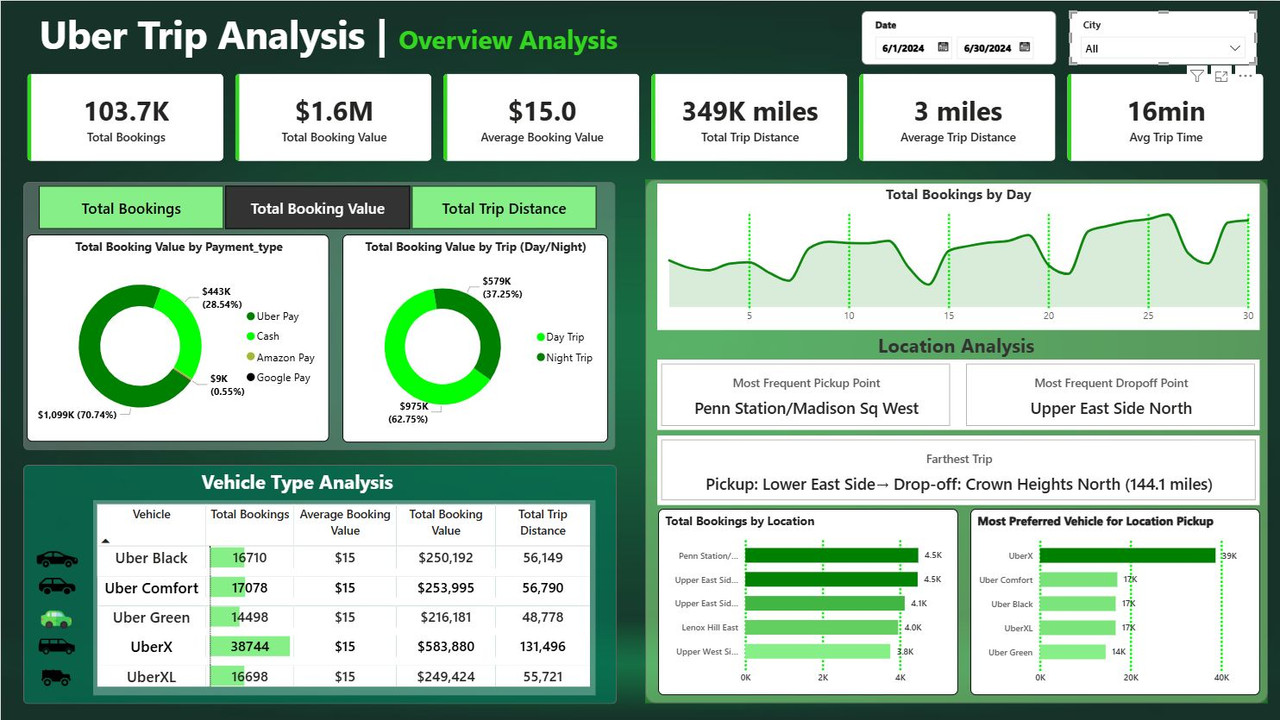 Uber Trip Analysis | Overview Analysis
Date
6/1/2024 6/30/2024
City
All
103.7K
Total Bookings
$1.6M
Total Booking Value
$15.0
Average Booking Value
349K miles
Total Trip Distance
3 miles
Average Trip Distance
16min
Avg Trip Time
Total Bookings
Total Booking Value
Total Trip Distance
Total Booking Value by Payment_type
$443K
(28.54%)
$9K
(0.55%)
$1,099K (70.74%)
Uber Pay
Cash
Amazon Pay
Google Pay
Total Booking Value by Trip (Day/Night)
$579K
(37.25%)
$975K
(62.75%)
Day Trip
Night Trip
Vehicle Type Analysis
Vehicle Total Bookings Average Booking Value Total Booking Value Total Trip Distance
Uber Black 16710 $15 $250,192 56,149
Uber Comfort 17078 $15 $253,995 56,790
Uber Green 14498 $15 $216,181 48,778
UberX 38744 $15 $583,880 131,496
UberXL 16698 $15 $249,424 55,721
Total Bookings by Day
5 10 15 20 25 30
Location Analysis
Most Frequent Pickup Point
Penn Station/Madison Sq West
Most Frequent Dropoff Point
Upper East Side North
Farthest Trip
Pickup: Lower East Side→ Drop-off: Crown Heights North (144.1 miles)
Total Bookings by Location
Penn Station/... 4.5K
Upper East Sid... 4.5K
Upper East Sid... 4.1K
Lenox Hill East 4.0K
Upper West Si... 3.8K
0K 2K 4K
Most Preferred Vehicle for Location Pickup
UberX 39K
Uber Comfort 17K
Uber Black 17K
UberXL 17K
Uber Green 14K
0K 20K 40K